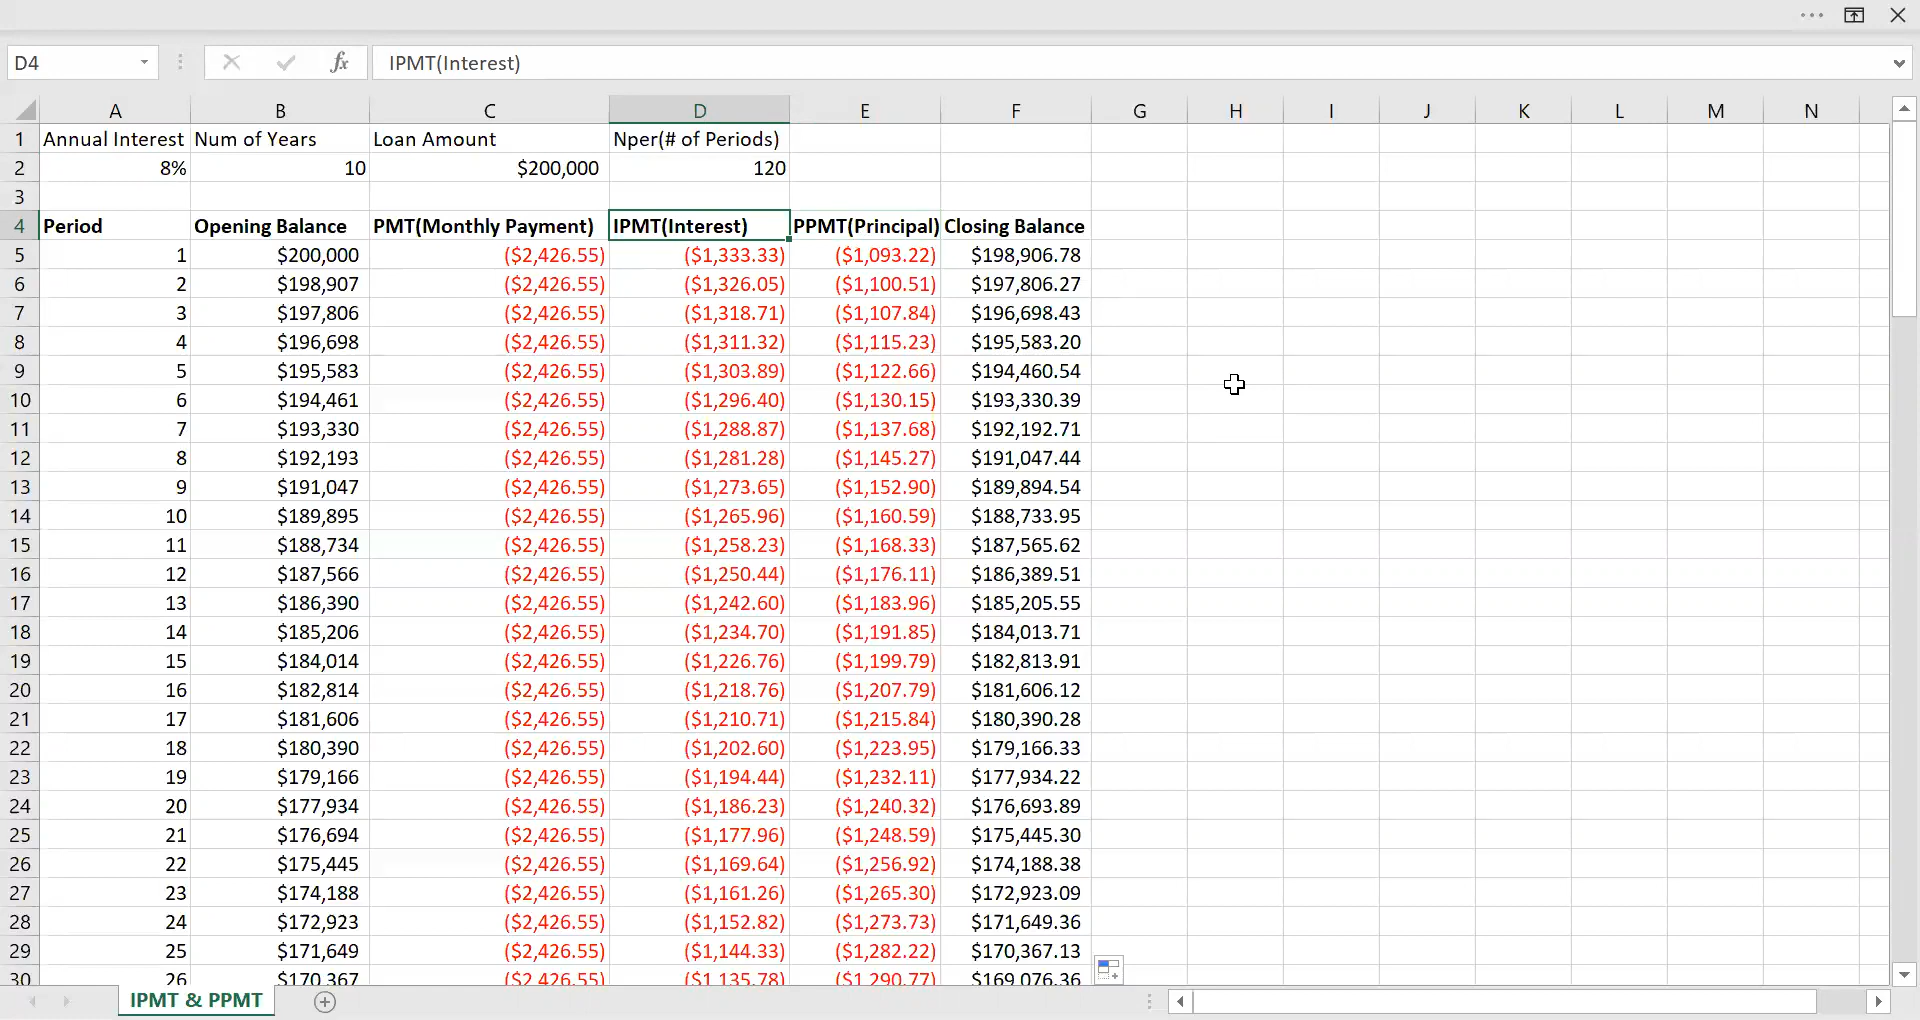 D4 fx IPMT(Interest)
A B C D E F G H I J K L M N
1 Annual Interest Num of Years Loan Amount Nper(# of Periods)
2 8% 10 $200,000 120
3
4 Period Opening Balance PMT(Monthly Payment) IPMT(Interest) PPMT(Principal) Closing Balance
5 1 $200,000 ($2,426.55) ($1,333.33) ($1,093.22) $198,906.78
6 2 $198,907 ($2,426.55) ($1,326.05) ($1,100.51) $197,806.27
7 3 $197,806 ($2,426.55) ($1,318.71) ($1,107.84) $196,698.43
8 4 $196,698 ($2,426.55) ($1,311.32) ($1,115.23) $195,583.20
9 5 $195,583 ($2,426.55) ($1,303.89) ($1,122.66) $194,460.54
10 6 $194,461 ($2,426.55) ($1,296.40) ($1,130.15) $193,330.39
11 7 $193,330 ($2,426.55) ($1,288.87) ($1,137.68) $192,192.71
12 8 $192,193 ($2,426.55) ($1,281.28) ($1,145.27) $191,047.44
13 9 $191,047 ($2,426.55) ($1,273.65) ($1,152.90) $189,894.54
14 10 $189,895 ($2,426.55) ($1,265.96) ($1,160.59) $188,733.95
15 11 $188,734 ($2,426.55) ($1,258.23) ($1,168.33) $187,565.62
16 12 $187,566 ($2,426.55) ($1,250.44) ($1,176.11) $186,389.51
17 13 $186,390 ($2,426.55) ($1,242.60) ($1,183.96) $185,205.55
18 14 $185,206 ($2,426.55) ($1,234.70) ($1,191.85) $184,013.71
19 15 $184,014 ($2,426.55) ($1,226.76) ($1,199.79) $182,813.91
20 16 $182,814 ($2,426.55) ($1,218.76) ($1,207.79) $181,606.12
21 17 $181,606 ($2,426.55) ($1,210.71) ($1,215.84) $180,390.28
22 18 $180,390 ($2,426.55) ($1,202.60) ($1,223.95) $179,166.33
23 19 $179,166 ($2,426.55) ($1,194.44) ($1,232.11) $177,934.22
24 20 $177,934 ($2,426.55) ($1,186.23) ($1,240.32) $176,693.89
25 21 $176,694 ($2,426.55) ($1,177.96) ($1,248.59) $175,445.30
26 22 $175,445 ($2,426.55) ($1,169.64) ($1,256.92) $174,188.38
27 23 $174,188 ($2,426.55) ($1,161.26) ($1,265.30) $172,923.09
28 24 $172,923 ($2,426.55) ($1,152.82) ($1,273.73) $171,649.36
29 25 $171,649 ($2,426.55) ($1,144.33) ($1,282.22) $170,367.13
30 26 $170,367 ($2,426.55) ($1,135.78) ($1,290.77) $169,076.36
IPMT & PPMT